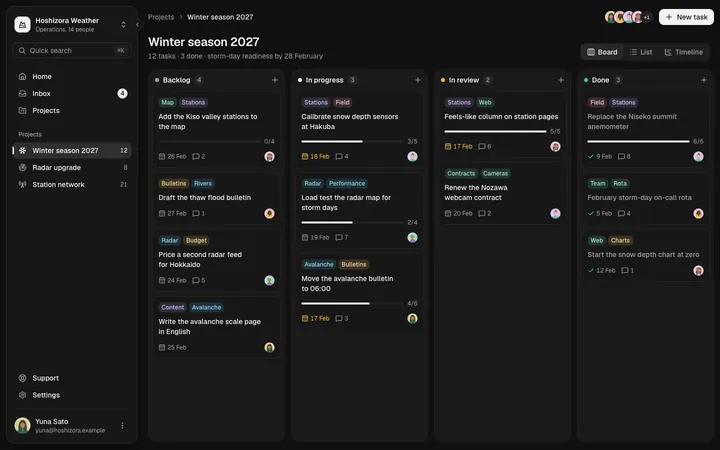 Hoshizora Weather
Operations, 14 people
Quick search
⌘K
Home
Inbox
4
Projects
Projects
Winter season 2027
12
Radar upgrade
8
Station network
21
Support
Settings
Yuna Sato
yuna@hoshizora.example
Projects
Winter season 2027
+1
New task
Winter season 2027
12 tasks · 3 done · storm-day readiness by 28 February
Board
List
Timeline
Backlog 4
Map Stations
Add the Kiso valley stations to
the map
0/4
26 Feb 2
Bulletins Rivers
Draft the thaw flood bulletin
27 Feb 1
Radar Budget
Price a second radar feed
for Hokkaido
24 Feb 5
Content Avalanche
Write the avalanche scale page
in English
25 Feb
In progress 3
Stations Field
Calibrate snow depth sensors
at Hakuba
3/5
18 Feb 4
Radar Performance
Load test the radar map for
storm days
2/4
19 Feb 7
Avalanche Bulletins
Move the avalanche bulletin
to 06:00
4/6
17 Feb 3
In review 2
Stations Web
Feels-like column on station pages
5/5
17 Feb 6
Contracts Cameras
Renew the Nozawa
webcam contract
20 Feb 2
Done 3
Field Stations
Replace the Niseko summit
anemometer
6/6
9 Feb 8
Team Rota
February storm-day on-call rota
5 Feb 4
Web Charts
Start the snow depth chart at zero
12 Feb 1